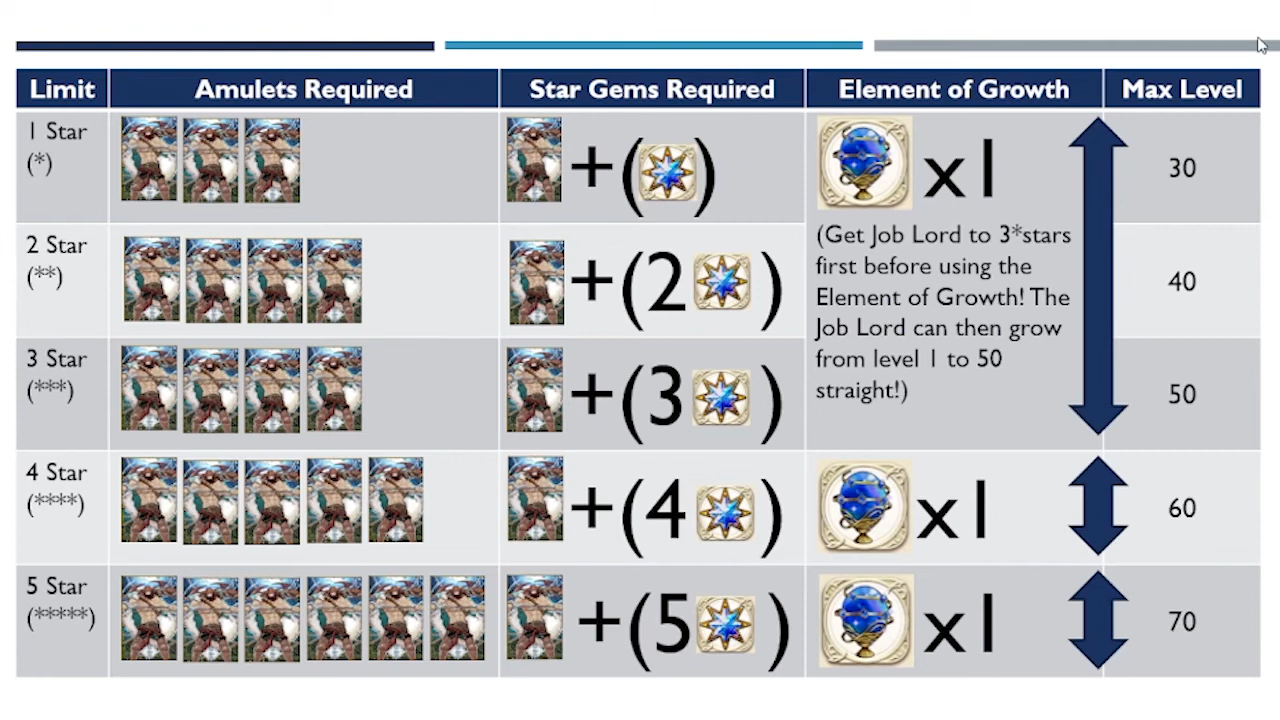 Limit Amulets Required Star Gems Required Element of Growth Max Level
1 Star
(*)
+( )
x1
30
2 Star
(**)
+(2 )
(Get Job Lord to 3*stars
first before using the
Element of Growth! The
Job Lord can then grow
from level 1 to 50
straight!)
40
3 Star
(***)
+(3 )
50
4 Star
(****)
+(4 )
x1
60
5 Star
(*****)
+(5 )
x1
70